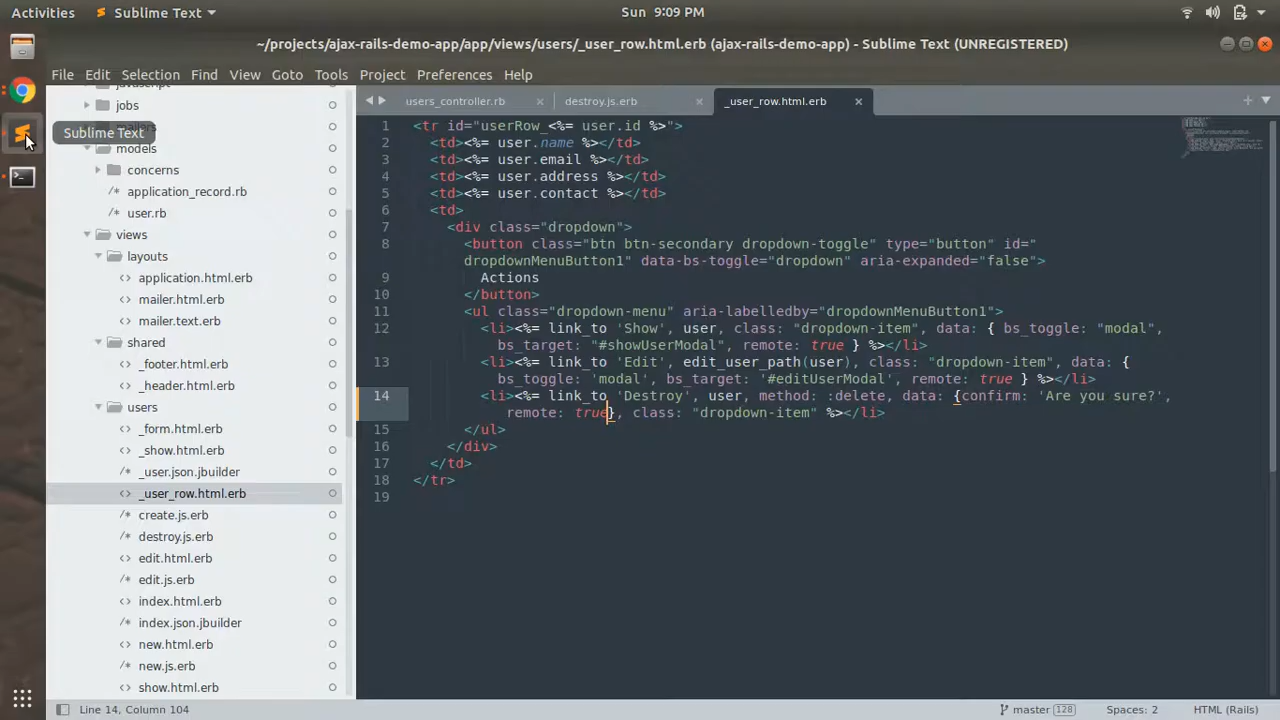 Activities
Sublime Text
Sun 9:09 PM
~/projects/ajax-rails-demo-app/app/views/users/_user_row.html.erb (ajax-rails-demo-app) - Sublime Text (UNREGISTERED)
File Edit Selection Find View Goto Tools Project Preferences Help
Sublime Text
javascript
jobs
mailers
models
concerns
/* application_record.rb
/* user.rb
views
layouts
<> application.html.erb
<> mailer.html.erb
<> mailer.text.erb
shared
<> _footer.html.erb
<> _header.html.erb
users
<> _form.html.erb
<> _show.html.erb
/* _user.json.jbuilder
<> _user_row.html.erb
<> create.js.erb
/* destroy.js.erb
<> edit.html.erb
/* edit.js.erb
<> index.html.erb
/* index.json.jbuilder
<> new.html.erb
/* new.js.erb
<> show.html.erb
users_controller.rb
destroy.js.erb
_user_row.html.erb
1 <tr id="userRow_<%= user.id %>">
2 <td><%= user.name %></td>
3 <td><%= user.email %></td>
4 <td><%= user.address %></td>
5 <td><%= user.contact %></td>
6 <td>
7 <div class="dropdown">
8 <button class="btn btn-secondary dropdown-toggle" type="button" id="
dropdownMenuButton1" data-bs-toggle="dropdown" aria-expanded="false">
9 Actions
10 </button>
11 <ul class="dropdown-menu" aria-labelledby="dropdownMenuButton1">
12 <li><%= link_to 'Show', user, class: "dropdown-item", data: { bs_toggle: "modal",
bs_target: "#showUserModal", remote: true } %></li>
13 <li><%= link_to 'Edit', edit_user_path(user), class: "dropdown-item", data: {
bs_toggle: 'modal', bs_target: '#editUserModal', remote: true } %></li>
14 <li><%= link_to 'Destroy', user, method: :delete, data: {confirm: 'Are you sure?',
remote: true}, class: "dropdown-item" %></li>
15 </ul>
16 </div>
17 </td>
18 </tr>
19
Line 14, Column 104
master 128
Spaces: 2
HTML (Rails)